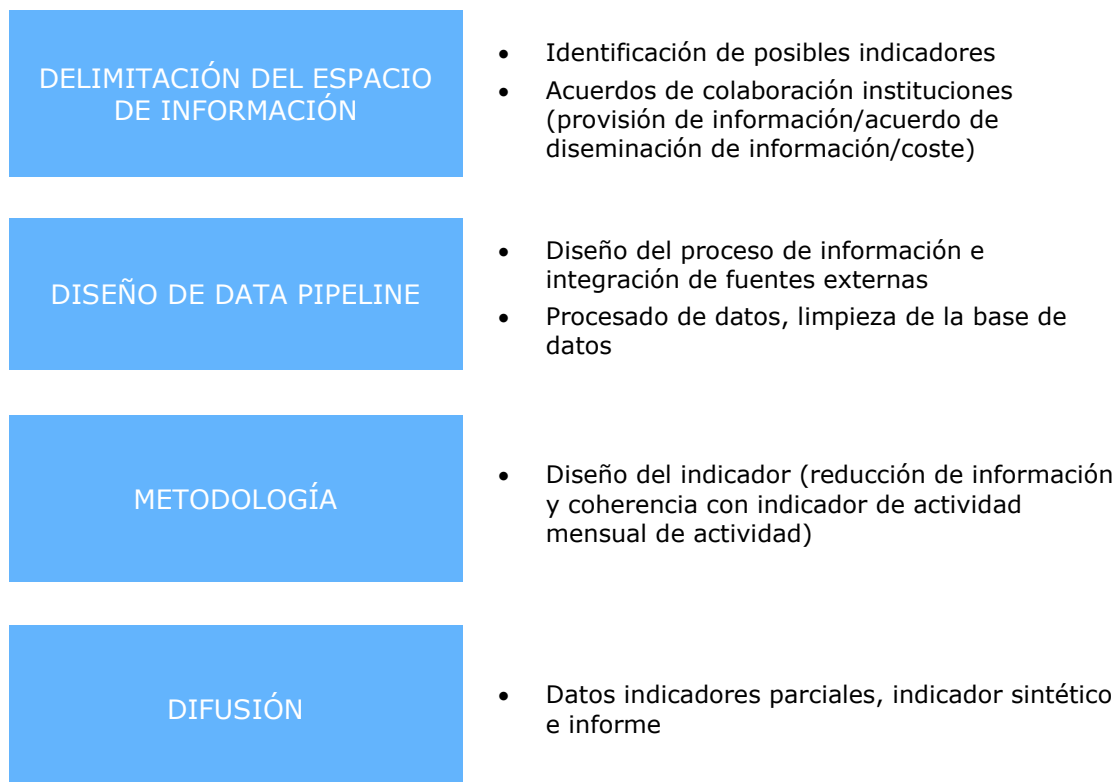 DELIMITACIÓN DEL ESPACIO
DE INFORMACIÓN
• Identificación de posibles indicadores
• Acuerdos de colaboración instituciones
(provisión de información/acuerdo de
diseminación de información/coste)
DISEÑO DE DATA PIPELINE
• Diseño del proceso de información e
integración de fuentes externas
• Procesado de datos, limpieza de la base de
datos
METODOLOGÍA
• Diseño del indicador (reducción de información
y coherencia con indicador de actividad
mensual de actividad)
DIFUSIÓN
• Datos indicadores parciales, indicador sintético
e informe